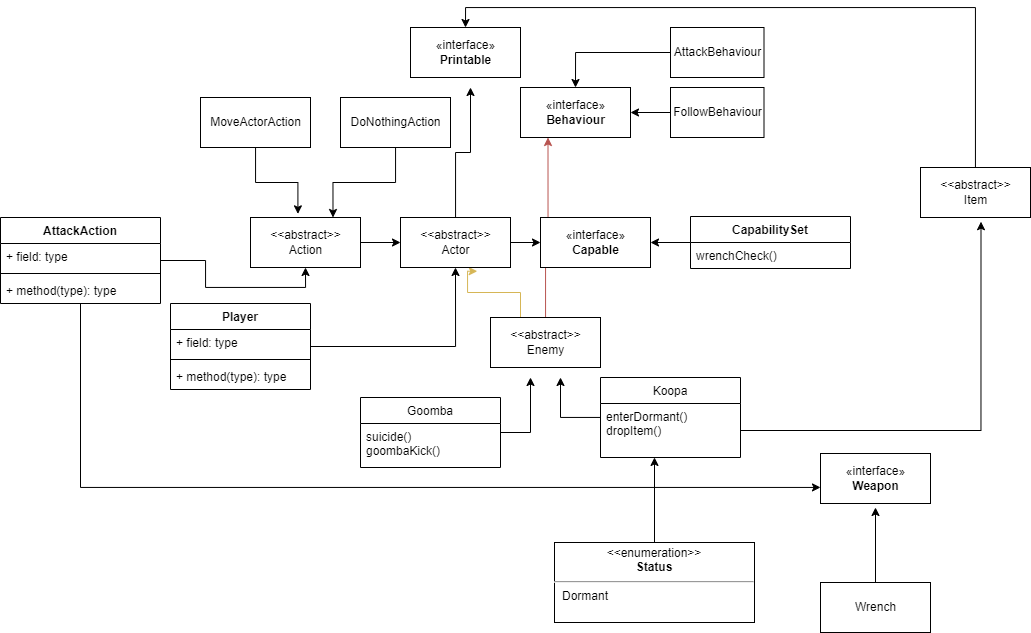 «interface»
Printable
AttackBehaviour
«interface»
Behaviour
FollowBehaviour
MoveActorAction
DoNothingAction
<<abstract>>
Item
AttackAction
+ field: type
+ method(type): type
<<abstract>>
Action
<<abstract>>
Actor
«interface»
Capable
CapabilitySet
wrenchCheck()
Player
+ field: type
+ method(type): type
<<abstract>>
Enemy
Goomba
suicide()
goombaKick()
Koopa
enterDormant()
dropItem()
«interface»
Weapon
<<enumeration>>
Status
Dormant
Wrench